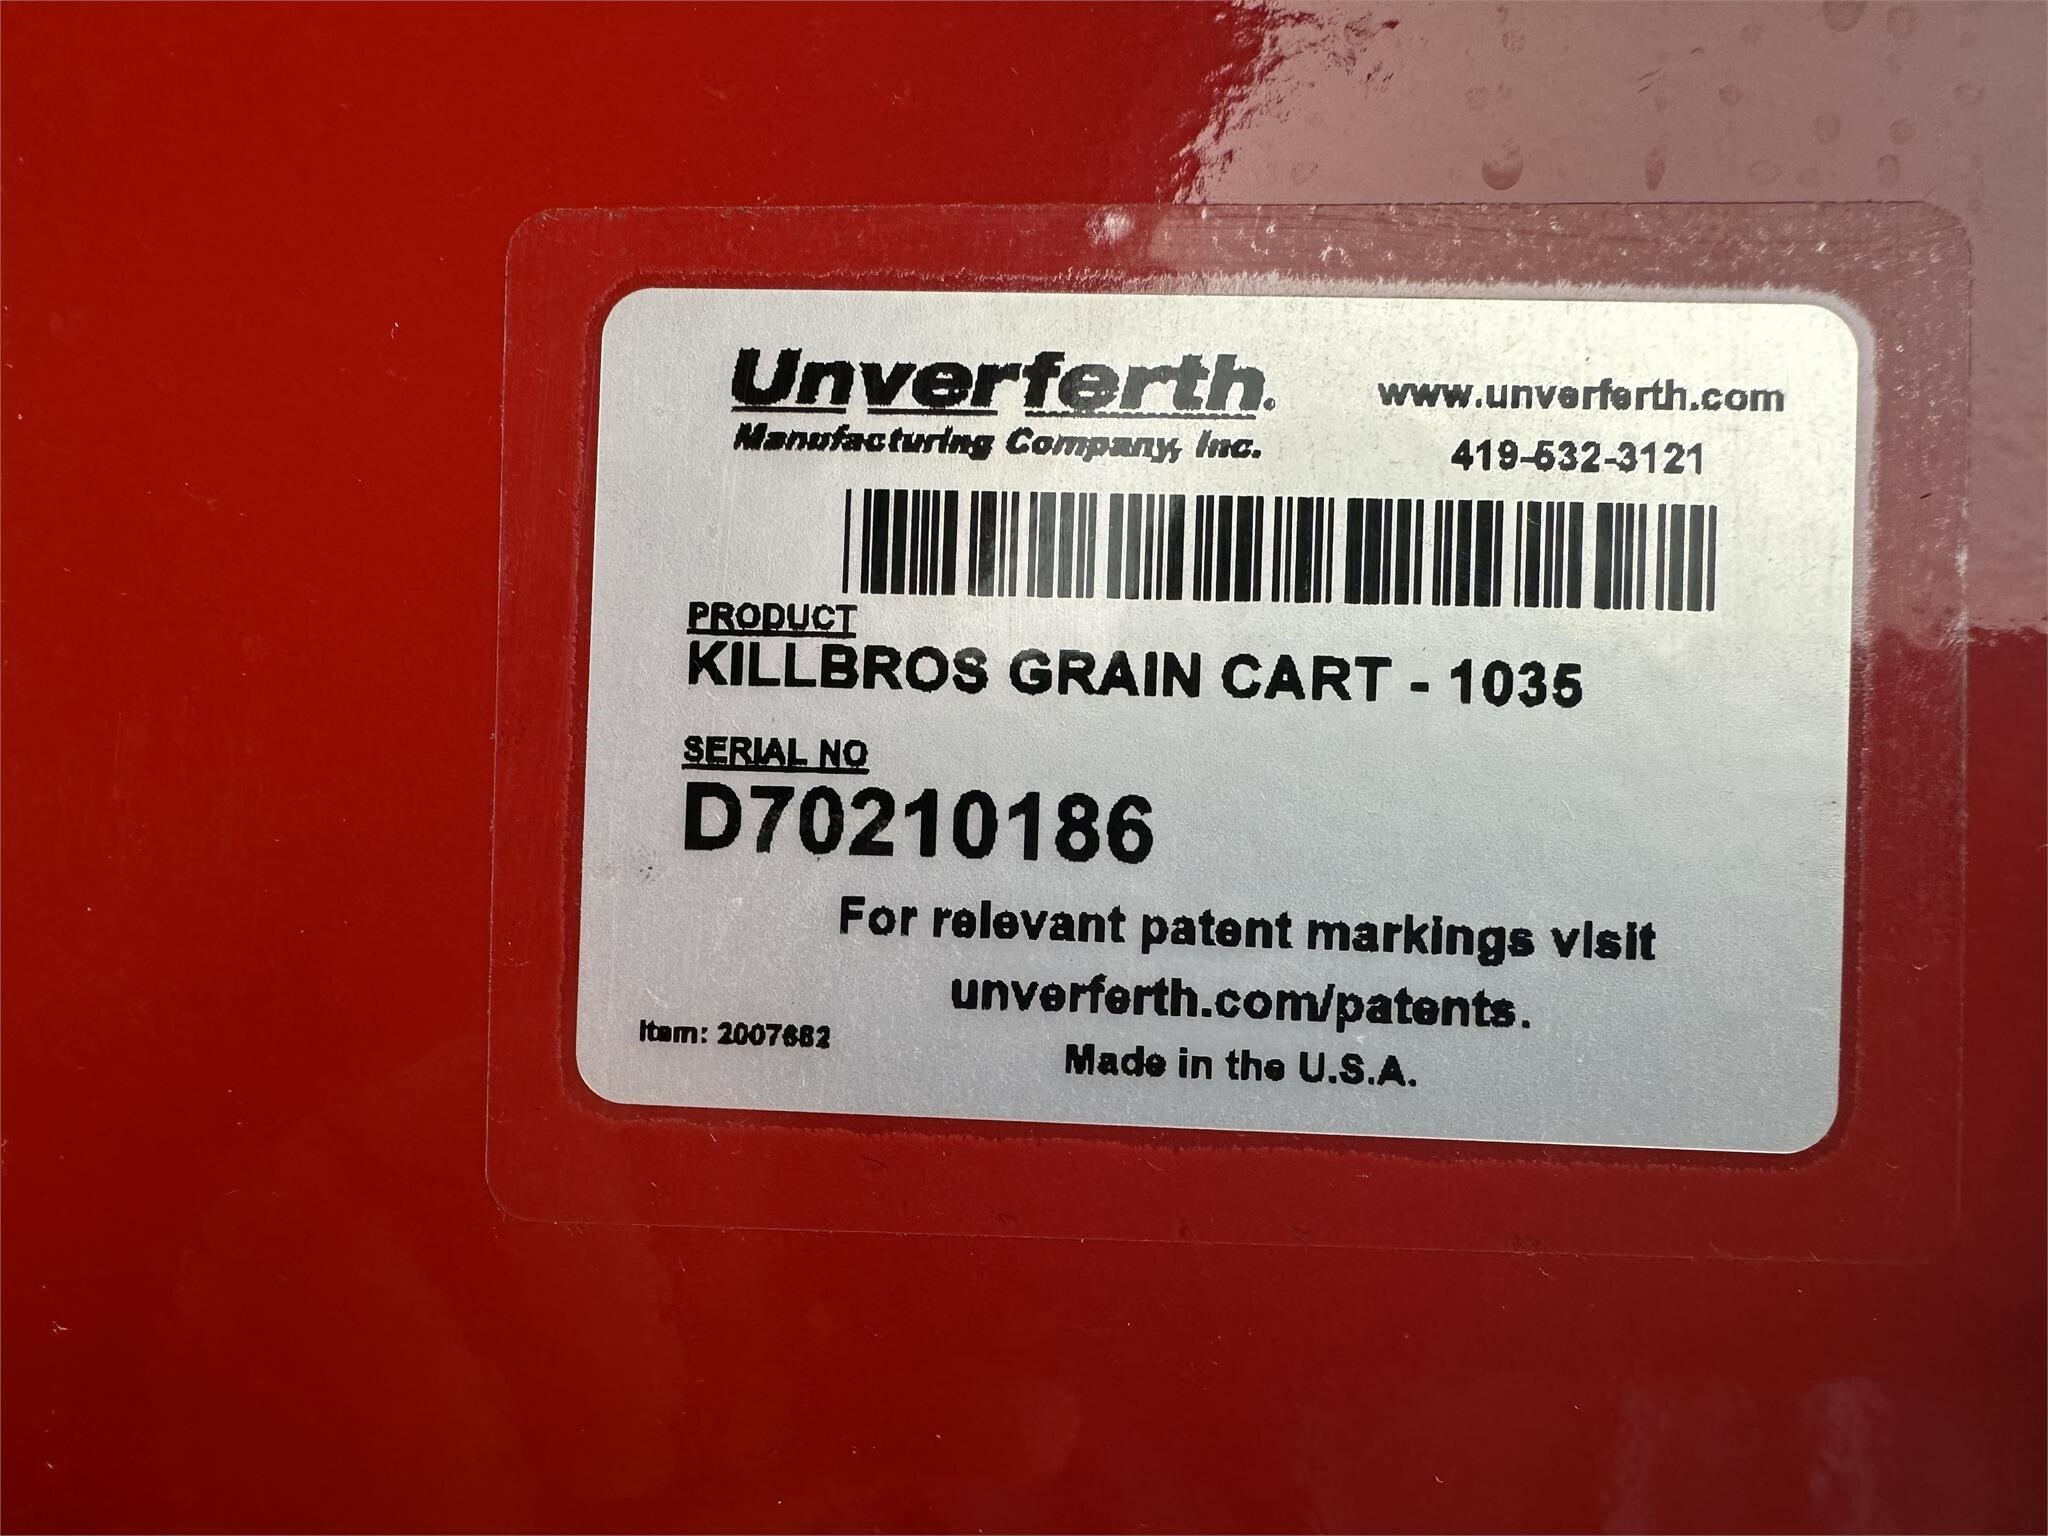 Unverferth.
Manufacturing Company, Inc.
www.unverferth.com
419-532-3121
PRODUCT
KILLBROS GRAIN CART - 1035
SERIAL NO
D70210186
For relevant patent markings visit
unverferth.com/patents.
Item: 2007682
Made in the U.S.A.